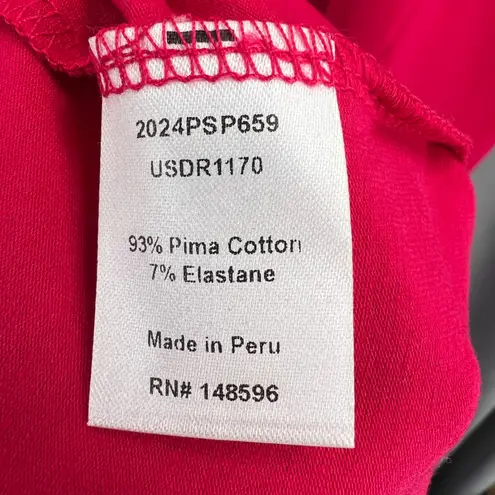 2024PSP659
USDR1170
93% Pima Cotton
7% Elastane
Made in Peru
RN# 148596